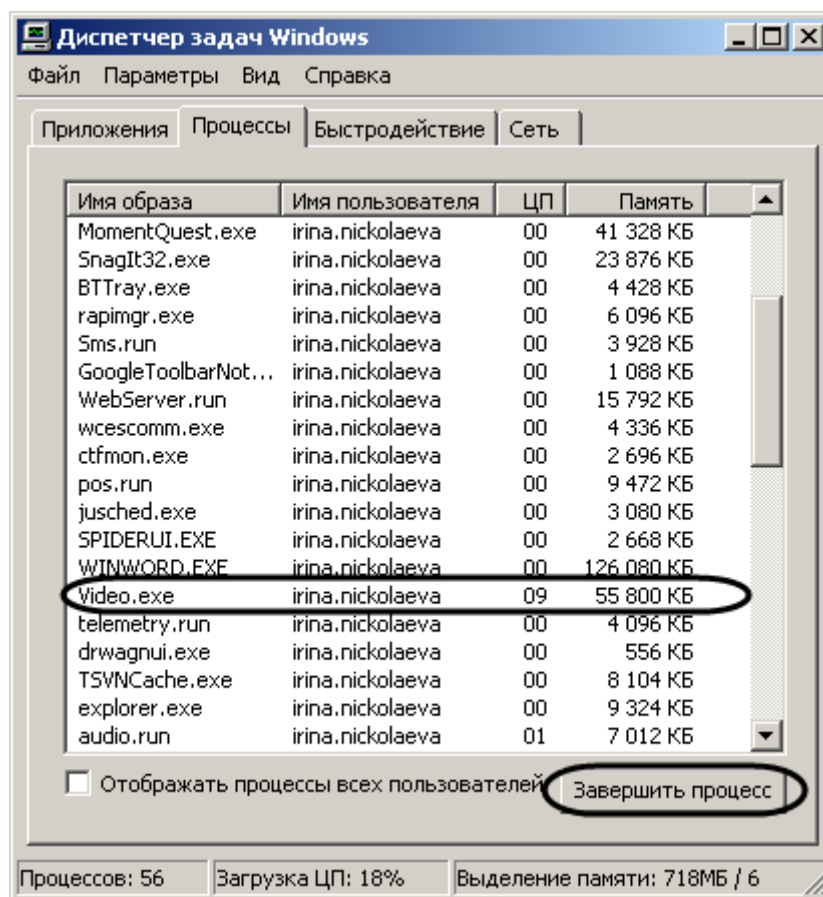 Диспетчер задач Windows
Файл Параметры Вид Справка
Приложения Процессы Быстродействие Сеть
Имя образа Имя пользователя ЦП Память
MomentQuest.exe irina.nickolaeva 00 41 328 КБ
SnagIt32.exe irina.nickolaeva 00 23 876 КБ
BTTray.exe irina.nickolaeva 00 4 428 КБ
rapimgr.exe irina.nickolaeva 00 6 096 КБ
Sms.run irina.nickolaeva 00 3 928 КБ
GoogleToolbarNot... irina.nickolaeva 00 1 088 КБ
WebServer.run irina.nickolaeva 00 15 792 КБ
wcescomm.exe irina.nickolaeva 00 4 336 КБ
ctfmon.exe irina.nickolaeva 00 2 696 КБ
pos.run irina.nickolaeva 00 9 472 КБ
jusched.exe irina.nickolaeva 00 3 080 КБ
SPIDERUI.EXE irina.nickolaeva 00 2 668 КБ
WINWORD.EXE irina.nickolaeva 00 126 080 КБ
Video.exe irina.nickolaeva 09 55 800 КБ
telemetry.run irina.nickolaeva 00 4 096 КБ
drwagnui.exe irina.nickolaeva 00 556 КБ
TSVNCache.exe irina.nickolaeva 00 8 104 КБ
explorer.exe irina.nickolaeva 00 9 324 КБ
audio.run irina.nickolaeva 01 7 012 КБ
Отображать процессы всех пользователей Завершить процесс
Процессов: 56 Загрузка ЦП: 18% Выделение памяти: 718МБ / 6